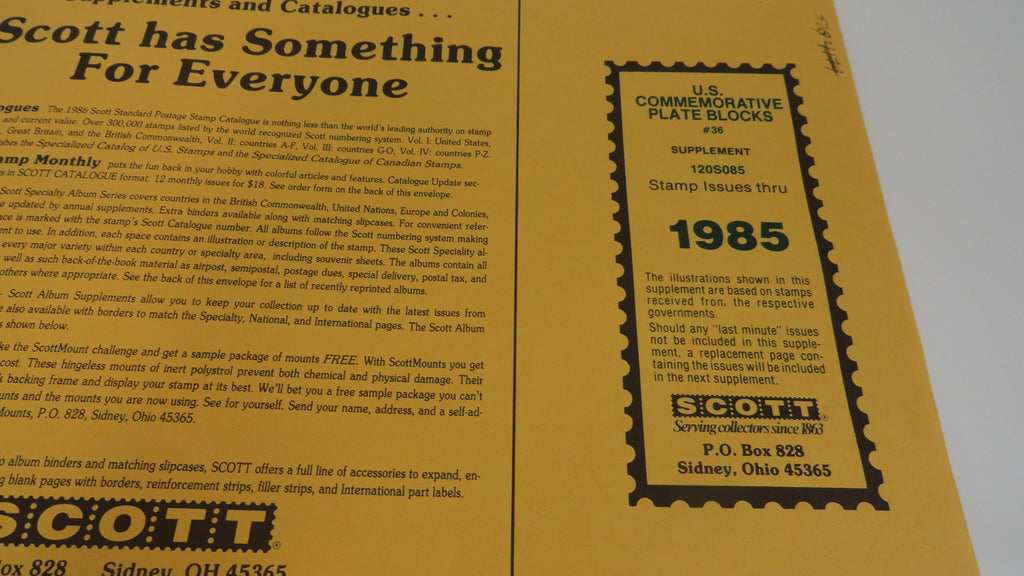 Supplements and Catalogues . . .
Scott has Something
For Everyone
ogues The 1986 Scott Standard Postage Stamp Catalogue is nothing less than the world's leading authority on stamp
and current value. Over 300,000 stamps listed by the world recognized Scott numbering system. Vol. I: United States,
, Great Britain, and the British Commonwealth, Vol. II: countries A-F, Vol. III: countries G-O, Vol. IV: countries P-Z.
shes the Specialized Catalog of U.S. Stamps and the Specialized Catalogue of Canadian Stamps.
amp Monthly puts the fun back in your hobby with colorful articles and features. Catalogue Update sec-
s in SCOTT CATALOGUE format. 12 monthly issues for $18. See order form on the back of this envelope.
Scott Specialty Album Series covers countries in the British Commonwealth, United Nations, Europe and Colonies,
e updated by annual supplements. Extra binders available along with matching slipcases. For convenient refer-
ace is marked with the stamp's Scott Catalogue number. All albums follow the Scott numbering system making
ent to use. In addition, each space contains an illustration or description of the stamp. These Scott Specialty al-
every major variety within each country or specialty area, including souvenir sheets. The albums contain all
well as such back-of-the-book material as airpost, semipostal, postage dues, special delivery, postal tax, and
others where appropriate. See the back of this envelope for a list of recently reprinted albums.
- Scott Album Supplements allow you to keep your collection up to date with the latest issues from
e also available with borders to match the Specialty, National, and International pages. The Scott Album
s shown below.
ke the ScottMount challenge and get a sample package of mounts FREE. With ScottMounts you get
cost. These hingeless mounts of inert polystrol prevent both chemical and physical damage. Their
k backing frame and display your stamp at its best. We'll bet you a free sample package you can't
unts and the mounts you are now using. See for yourself. Send your name, address, and a self-ad-
Mounts, P.O. 828, Sidney, Ohio 45365.
o album binders and matching slipcases, SCOTT offers a full line of accessories to expand, en-
g blank pages with borders, reinforcement strips, filler strips, and International part labels.
SCOTT®
ox 828 Sidney, OH 45365
U.S.
COMMEMORATIVE
PLATE BLOCKS
#36
SUPPLEMENT
120S085
Stamp Issues thru
1985
The illustrations shown in this
supplement are based on stamps
received from the respective
governments.
Should any "last minute" issues
not be included in this supple-
ment, a replacement page con-
taining the issues will be included
in the next supplement.
SCOTT®
Serving collectors since 1863
P.O. Box 828
Sidney, Ohio 45365